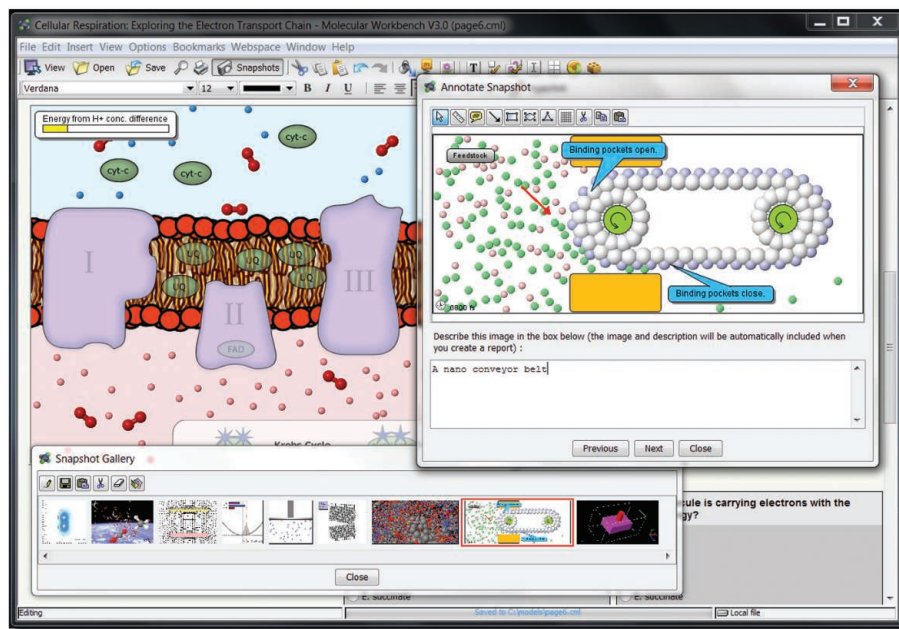 Cellular Respiration: Exploring the Electron Transport Chain - Molecular Workbench V3.0 (page6.cml)
File Edit Insert View Options Bookmarks Webspace Window Help
View Open Save Snapshots
Verdana 12 B I U
Annotate Snapshot
Energy from H+ conc. difference
cyt-c
cyt-c
cyt-c
I
UQ
UQ
UQ
UQ
UQ
II
FAD
III
Feedstock
Binding pockets open.
Binding pockets close.
Describe this image in the box below (the image and description will be automatically included when
you create a report) :
A nano conveyor belt
Previous Next Close
Krebs Cycle
Snapshot Gallery
ule is carrying electrons with the
gy?
Close
E. succinate
E. succinate
Editing
Saved to C:\models\page6.cml
Local file